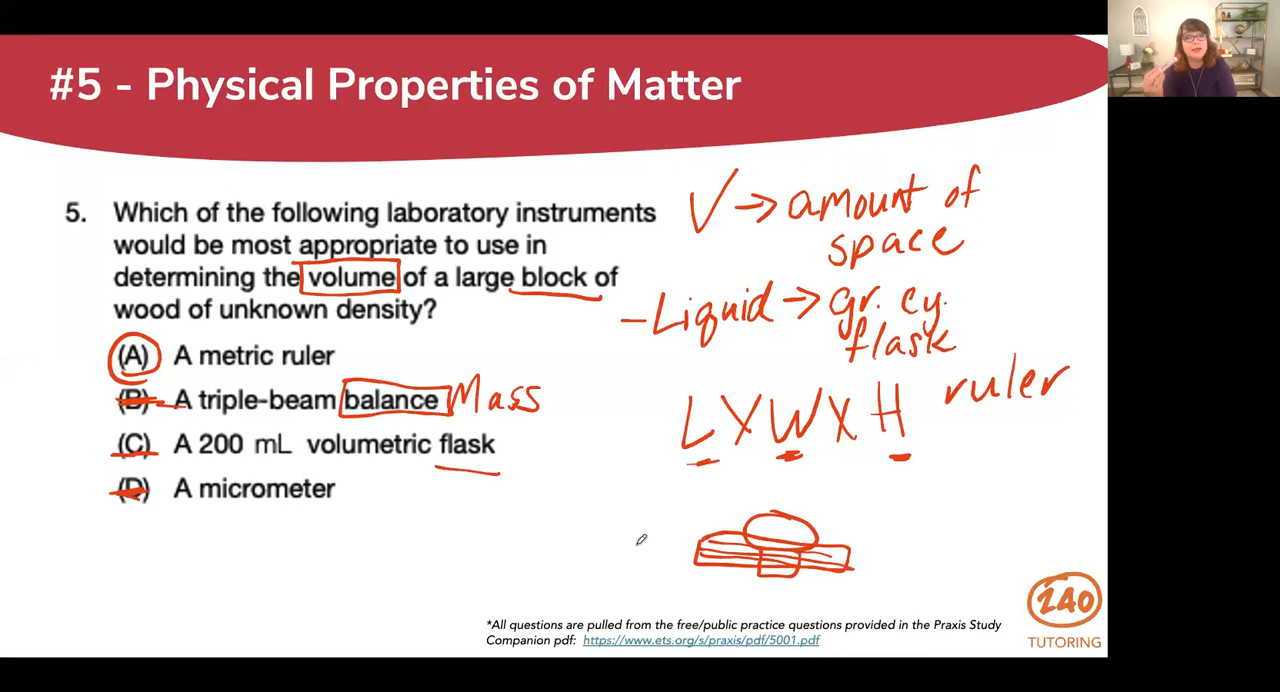 #5 - Physical Properties of Matter
5. Which of the following laboratory instruments
would be most appropriate to use in
determining the volume of a large block of
wood of unknown density?
(A) A metric ruler
(B) A triple-beam balance Mass
(C) A 200 mL volumetric flask
(D) A micrometer
V → amount of
space
- Liquid → gr. cy.
flask
L X W X H ruler
*All questions are pulled from the free/public practice questions provided in the Praxis Study
Companion pdf: https://www.ets.org/s/praxis/pdf/5001.pdf
240
TUTORING